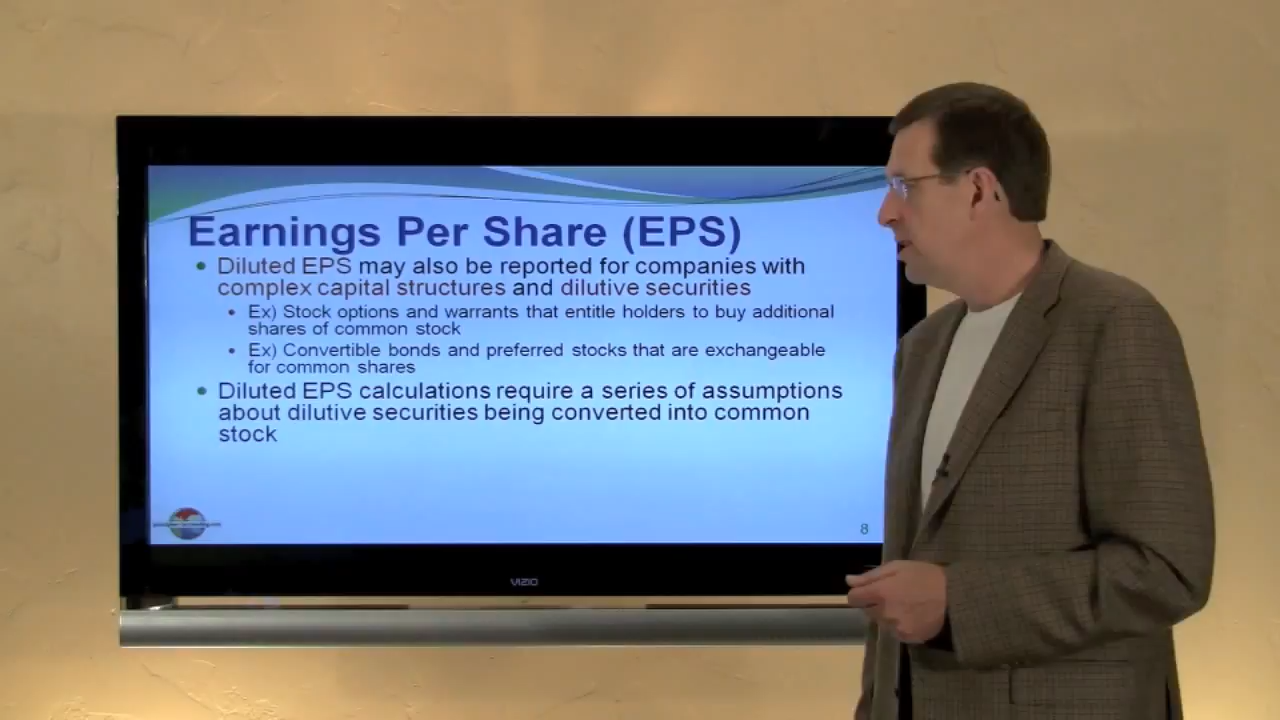 Earnings Per Share (EPS)
• Diluted EPS may also be reported for companies with
complex capital structures and dilutive securities
• Ex) Stock options and warrants that entitle holders to buy additional
shares of common stock
• Ex) Convertible bonds and preferred stocks that are exchangeable
for common shares
• Diluted EPS calculations require a series of assumptions
about dilutive securities being converted into common
stock
8
VIZIO